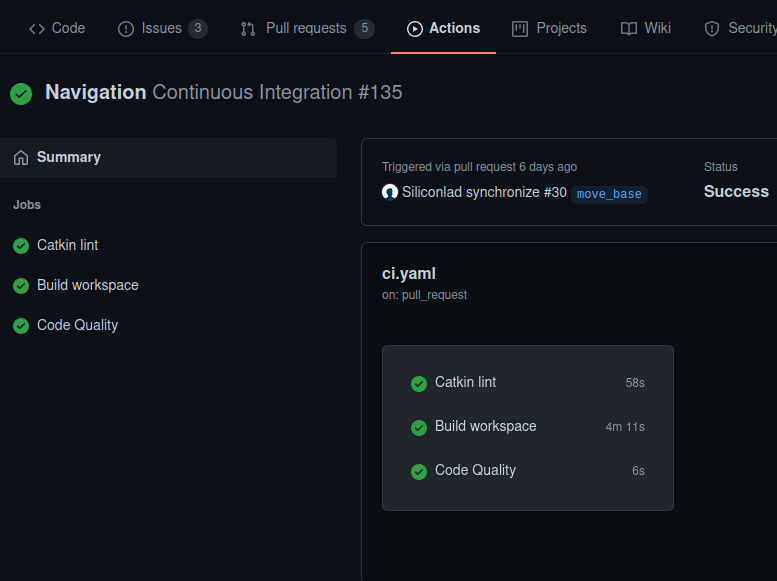 Code Issues 3 Pull requests 5 Actions Projects Wiki Security
Navigation Continuous Integration #135
Summary
Jobs
Catkin lint
Build workspace
Code Quality
Triggered via pull request 6 days ago
Siliconlad synchronize #30 move_base
Status
Success
ci.yaml
on: pull_request
Catkin lint 58s
Build workspace 4m 11s
Code Quality 6s